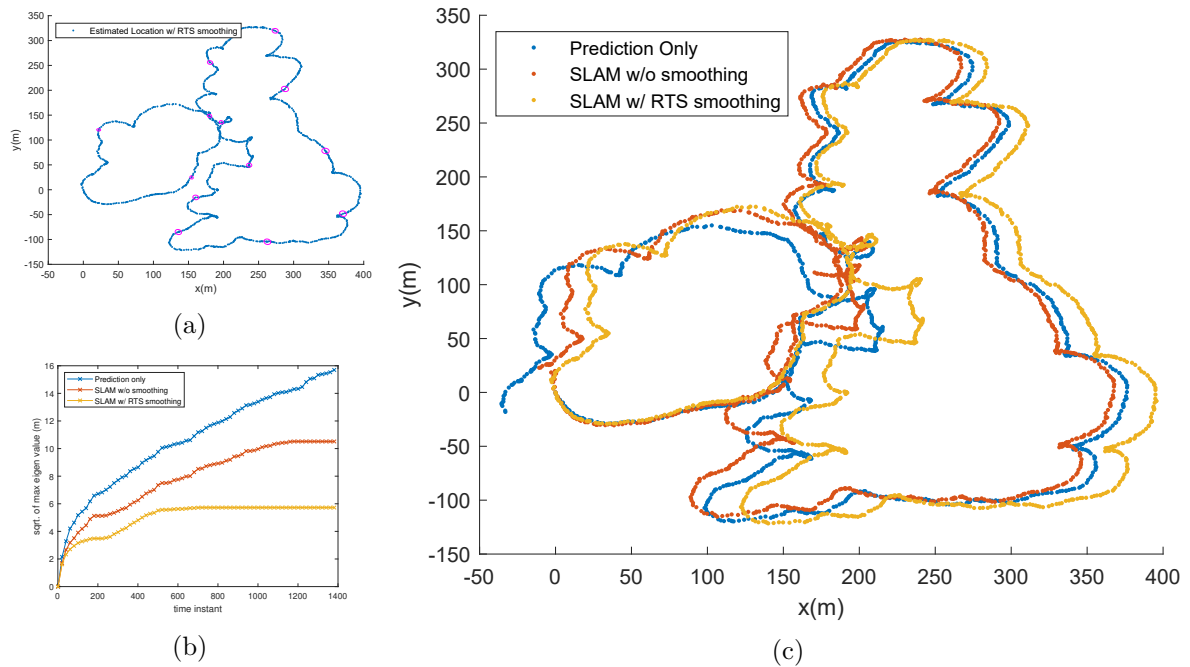 350
300
250
200
150
100
50
0
-50
-100
-150
y(m)
Estimated Location w/ RTS smoothing
-50 0 50 100 150 200 250 300 350 400
x(m)
(a)
16
14
12
10
8
6
4
2
0
sqrt. of max eigen value (m)
Prediction only
SLAM w/o smoothing
SLAM w/ RTS smoothing
0 200 400 600 800 1000 1200 1400
time instant
(b)
350
300
250
200
150
100
50
0
-50
-100
-150
y(m)
Prediction Only
SLAM w/o smoothing
SLAM w/ RTS smoothing
-50 0 50 100 150 200 250 300 350 400
x(m)
(c)